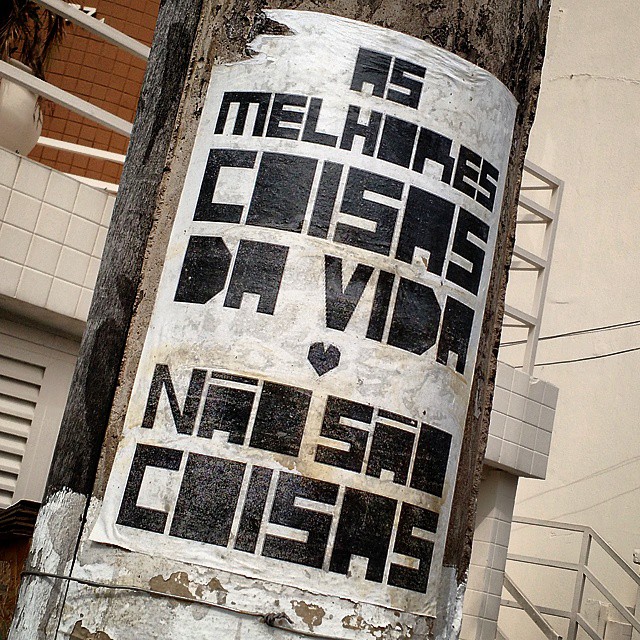 AS
MELHORES
COISAS
DA VIDA
NÃO SÃO
COISAS